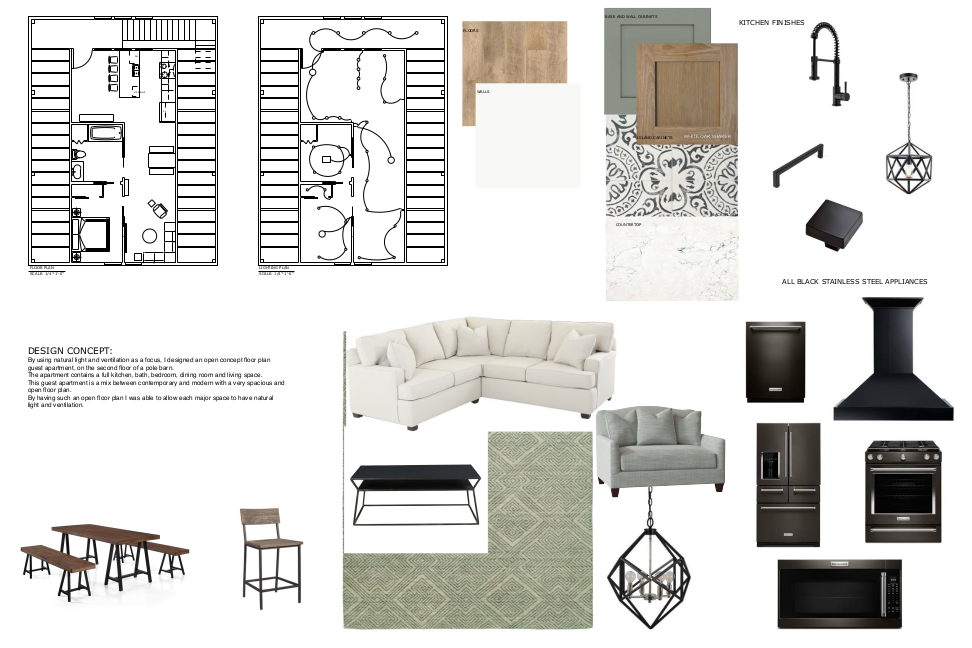 FLOOR PLAN
SCALE: 1/4"=1'-0"
LIGHTING PLAN
SCALE: 1/4"=1'-0"
FLOORS
WALLS
BASE AND WALL CABINETS
ISLAND CABINETS
WHITE OAK VENEER
COUNTERTOP
KITCHEN FINISHES
ALL BLACK STAINLESS STEEL APPLIANCES
DESIGN CONCEPT:
By using natural light and ventilation as a focus, I designed an open concept floor plan
guest apartment, on the second floor of a pole barn.
The apartment contains a full kitchen, bath, bedroom, dining room and living space.
This guest apartment is a mix between contemporary and modern with a very spacious and
open floor plan.
By having such an open floor plan I was able to allow each major space to have natural
light and ventilation.